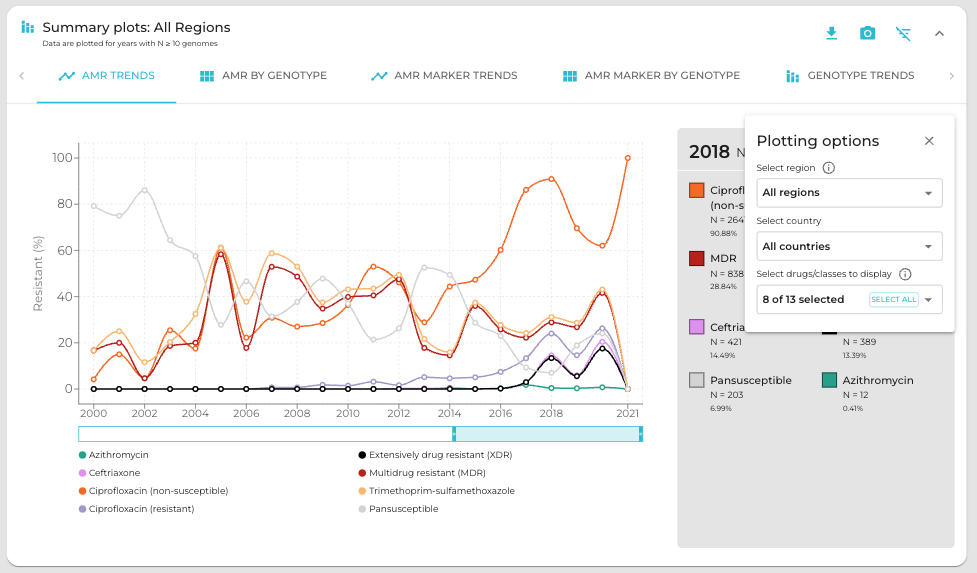 Summary plots: All Regions
Data are plotted for years with N ≥ 10 genomes
AMR TRENDS
AMR BY GENOTYPE
AMR MARKER TRENDS
AMR MARKER BY GENOTYPE
GENOTYPE TRENDS
Resistant (%)
100
80
60
40
20
0
2000
2002
2004
2006
2008
2010
2012
2014
2016
2018
2021
Azithromycin
Ceftriaxone
Ciprofloxacin (non-susceptible)
Ciprofloxacin (resistant)
Extensively drug resistant (XDR)
Multidrug resistant (MDR)
Trimethoprim-sulfamethoxazole
Pansusceptible
2018 N
90.88%
MDR
N = 838
28.84%
N = 421
14.49%
N = 389
13.39%
Pansusceptible
N = 203
6.99%
Azithromycin
N = 12
0.41%
Plotting options
Select region
All regions
Select country
All countries
Select drugs/classes to display
8 of 13 selected
SELECT ALL